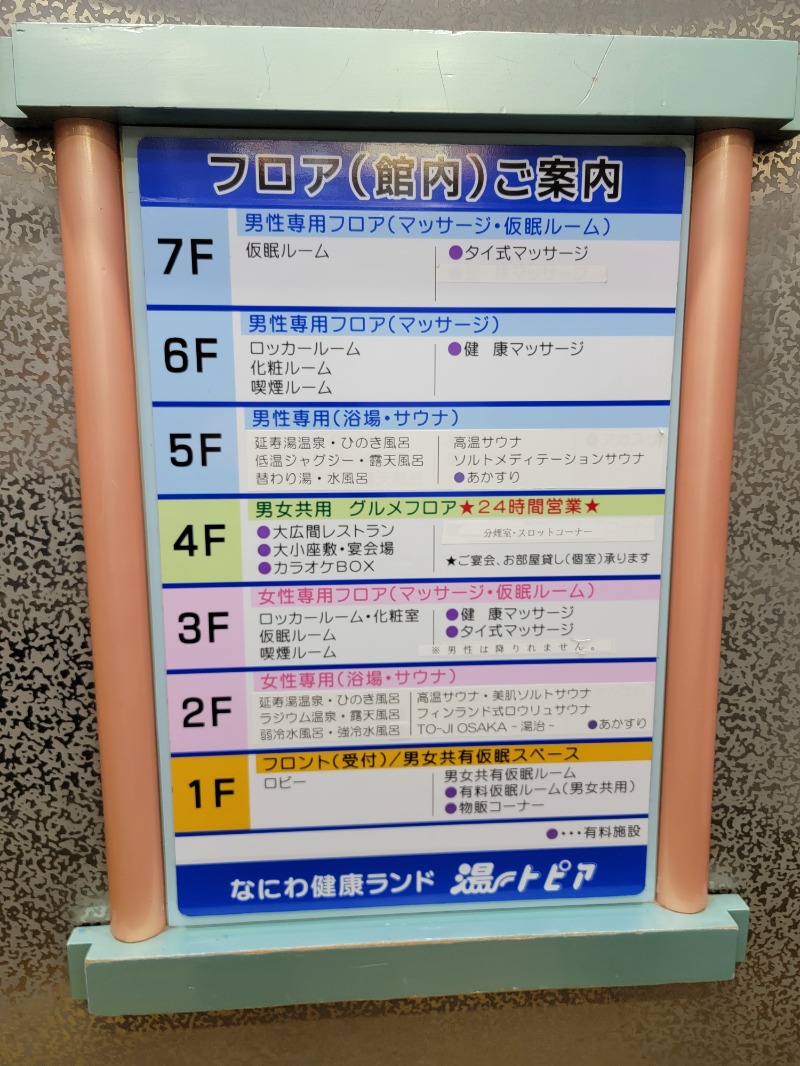 フロア(館内)ご案内
7F
男性専用フロア(マッサージ・仮眠ルーム)
仮眠ルーム
●タイ式マッサージ
6F
男性専用フロア(マッサージ)
ロッカールーム
化粧ルーム
喫煙ルーム
●健 康マッサージ
5F
男性専用(浴場・サウナ)
延寿湯温泉・ひのき風呂
低温ジャグジー・露天風呂
替わり湯・水風呂
高温サウナ
ソルトメディテーションサウナ
●あかすり
4F
男女共用 グルメフロア★24時間営業★
●大広間レストラン
●大小座敷・宴会場
●カラオケBOX
分煙室・スロットコーナー
★ご宴会、お部屋貸し(個室)承ります
3F
女性専用フロア(マッサージ・仮眠ルーム)
ロッカールーム・化粧室
仮眠ルーム
喫煙ルーム
●健 康マッサージ
●タイ式マッサージ
※男性は降りれません。
2F
女性専用(浴場・サウナ)
延寿湯温泉・ひのき風呂
ラジウム温泉・露天風呂
弱冷水風呂・強冷水風呂
高温サウナ・美肌ソルトサウナ
フィンランド式ロウリュサウナ
TO-JI OSAKA -湯治-
●あかすり
1F
フロント(受付)/男女共有仮眠スペース
ロビー
男女共有仮眠ルーム
●有料仮眠ルーム(男女共用)
●物販コーナー
●・・・有料施設
なにわ健康ランド 湯〜トピア